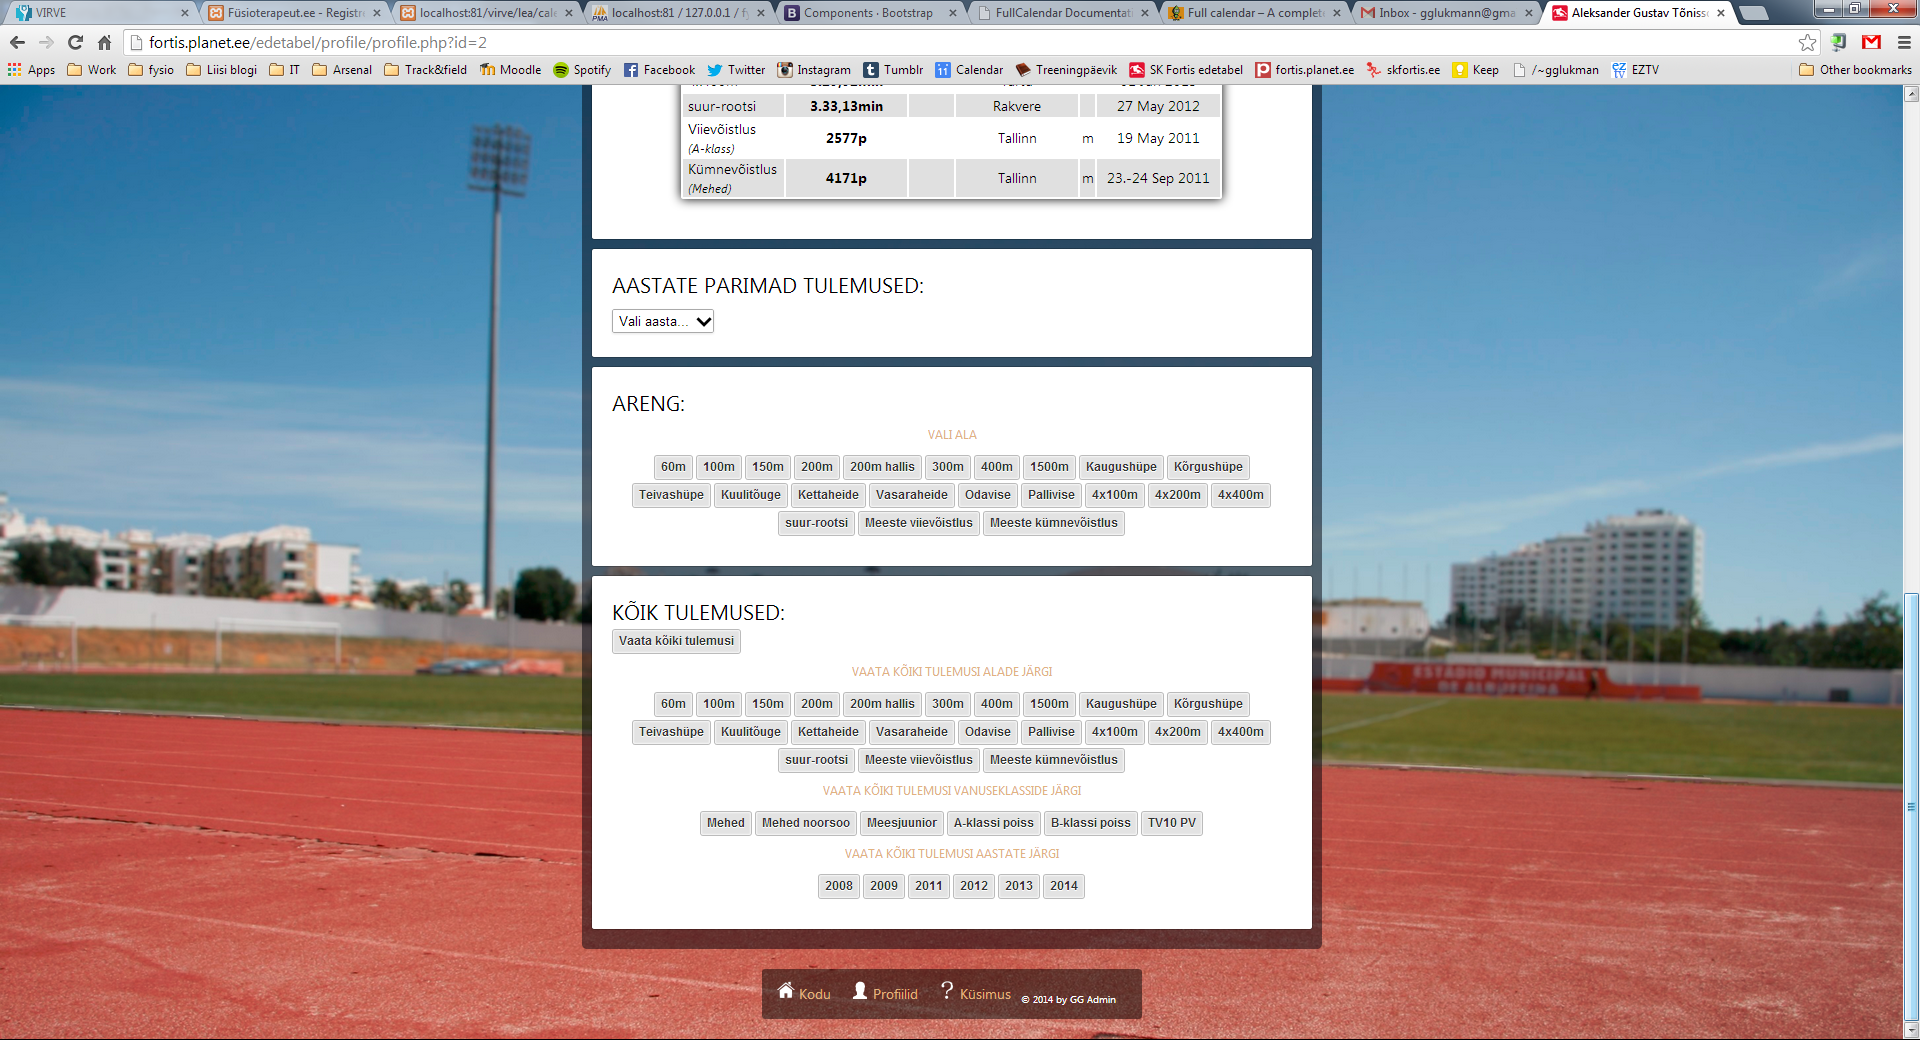 VIRVE
Füsioterapeut.ee - Registre
localhost:81/virve/lea/cale
localhost:81 / 127.0.0.1 / fy
Components · Bootstrap
FullCalendar Documentati
Full calendar – A complete
Inbox - gglukmann@gma
Aleksander Gustav Tõnisso
fortis.planet.ee/edetabel/profile/profile.php?id=2
Apps Work fysio Liisi blogi IT Arsenal Track&field Moodle Spotify Facebook Twitter Instagram Tumblr Calendar Treeningpäevik SK Fortis edetabel fortis.planet.ee skfortis.ee Keep /~gglukman EZTV Other bookmarks
suur-rootsi 3.33,13min Rakvere 27 May 2012
Viievõistlus
(A-klass) 2577p Tallinn m 19 May 2011
Kümnevõistlus
(Mehed) 4171p Tallinn m 23.-24 Sep 2011
AASTATE PARIMAD TULEMUSED:
Vali aasta...
ARENG:
VALI ALA
60m 100m 150m 200m 200m hallis 300m 400m 1500m Kaugushüpe Kõrgushüpe
Teivashüpe Kuulitõuge Kettaheide Vasaraheide Odavise Pallivise 4x100m 4x200m 4x400m
suur-rootsi Meeste viievõistlus Meeste kümnevõistlus
KÕIK TULEMUSED:
Vaata kõiki tulemusi
VAATA KÕIKI TULEMUSI ALADE JÄRGI
60m 100m 150m 200m 200m hallis 300m 400m 1500m Kaugushüpe Kõrgushüpe
Teivashüpe Kuulitõuge Kettaheide Vasaraheide Odavise Pallivise 4x100m 4x200m 4x400m
suur-rootsi Meeste viievõistlus Meeste kümnevõistlus
VAATA KÕIKI TULEMUSI VANUSEKLASSIDE JÄRGI
Mehed Mehed noorsoo Meesjuunior A-klassi poiss B-klassi poiss TV10 PV
VAATA KÕIKI TULEMUSI AASTATE JÄRGI
2008 2009 2011 2012 2013 2014
ESTÁDIO MUNICIPAL
DE ALBUFEIRA
Kodu Profiilid Küsimus © 2014 by GG Admin